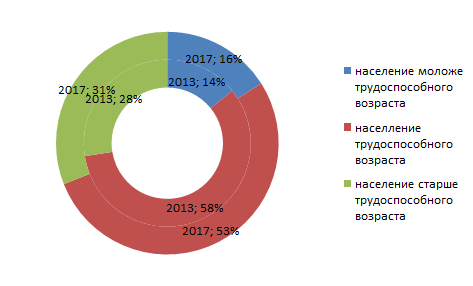 2017; 16%
2013; 14%
2017; 31%
2013; 28%
2013; 58%
2017; 53%
население моложе
трудоспособного
возраста
населление
трудоспособного
возраста
население старше
трудоспособного
возраста